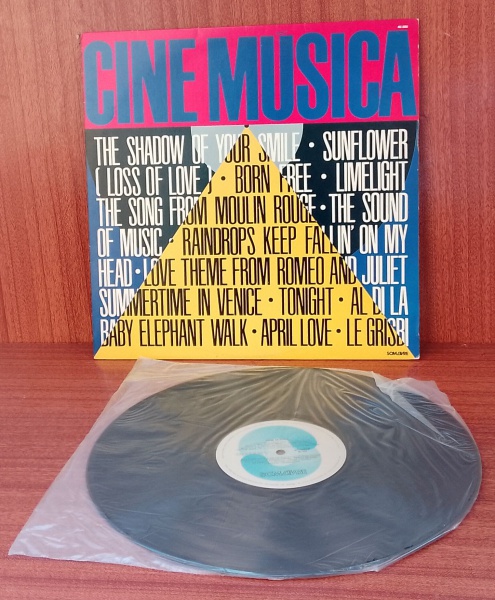 CINE MUSICA
THE SHADOW OF YOUR SMILE • SUNFLOWER
(LOSS OF LOVE) • BORN FREE • LIMELIGHT
THE SONG FROM MOULIN ROUGE • THE SOUND
OF MUSIC • RAINDROPS KEEP FALLIN' ON MY
HEAD • LOVE THEME FROM ROMEO AND JULIET
SUMMERTIME IN VENICE • TONIGHT • AL DI LA
BABY ELEPHANT WALK • APRIL LOVE • LE GRISBI